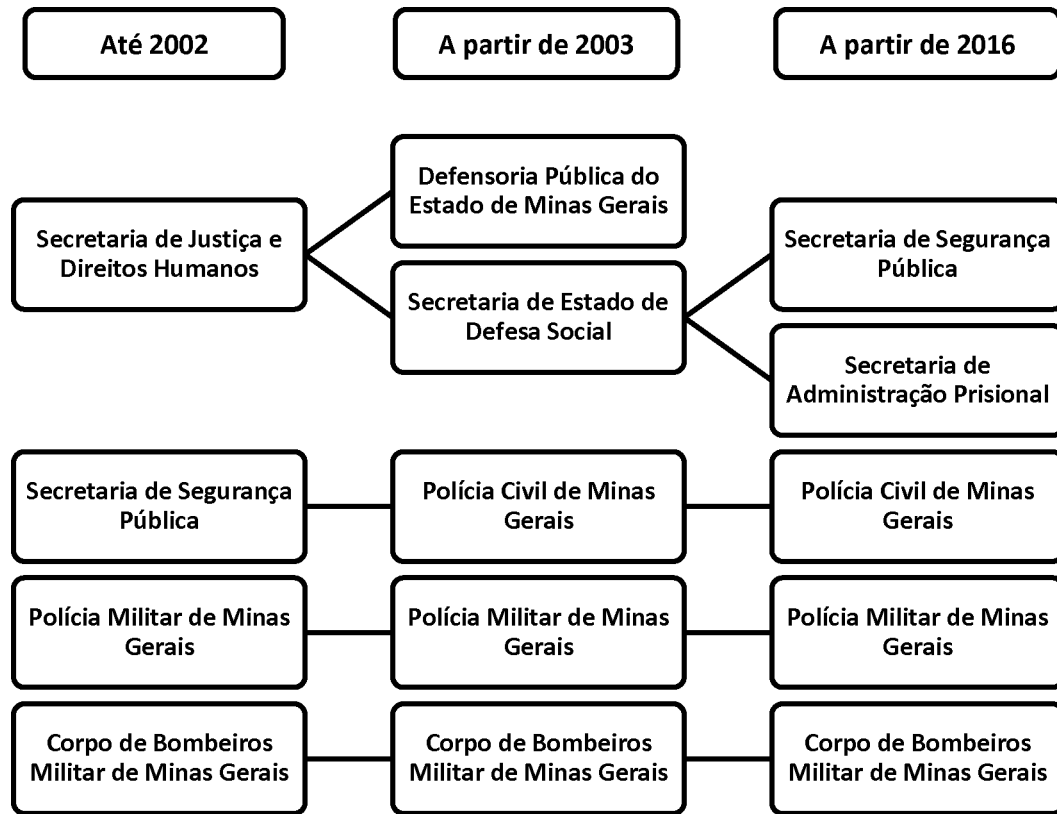 Até 2002
A partir de 2003
A partir de 2016
Defensoria Pública do
Estado de Minas Gerais
Secretaria de Justiça e
Direitos Humanos
Secretaria de Segurança
Pública
Secretaria de Estado de
Defesa Social
Secretaria de
Administração Prisional
Secretaria de Segurança
Pública
Polícia Civil de Minas
Gerais
Polícia Civil de Minas
Gerais
Polícia Militar de Minas
Gerais
Polícia Militar de Minas
Gerais
Polícia Militar de Minas
Gerais
Corpo de Bombeiros
Militar de Minas Gerais
Corpo de Bombeiros
Militar de Minas Gerais
Corpo de Bombeiros
Militar de Minas Gerais